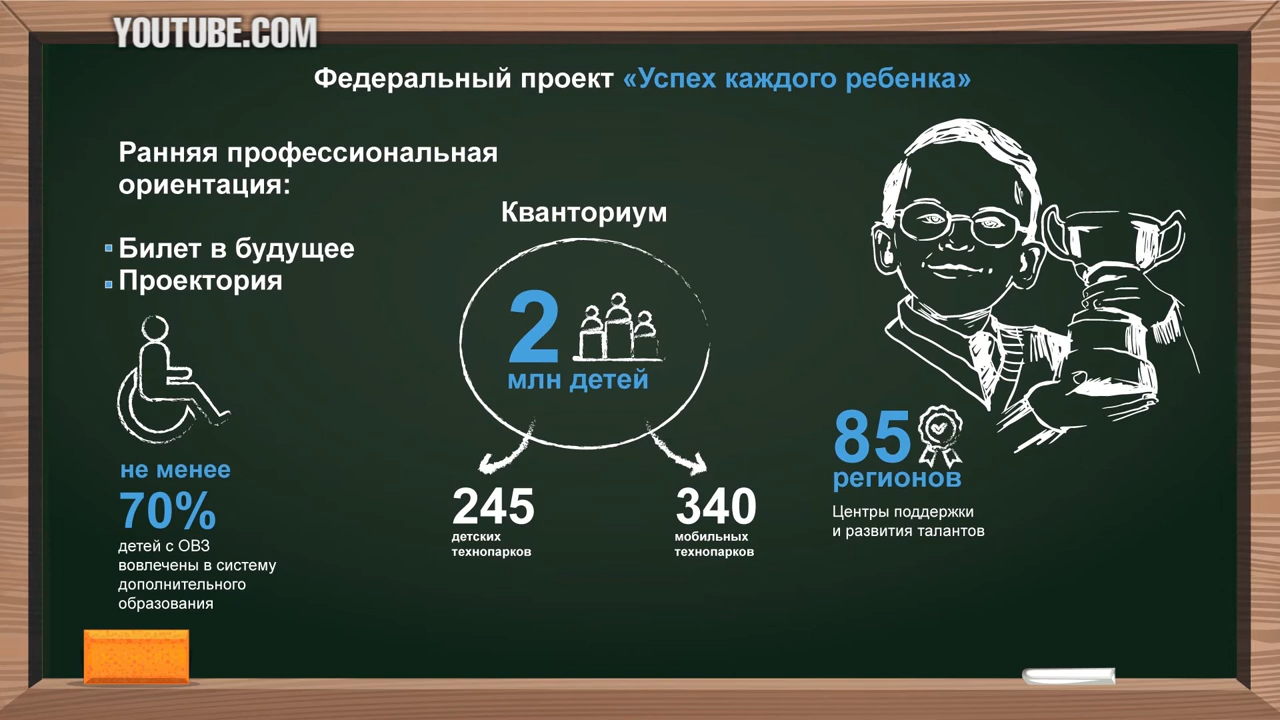 YOUTUBE.COM
Федеральный проект «Успех каждого ребенка»
Ранняя профессиональная
ориентация:
Билет в будущее
Проектория
не менее
70%
детей с ОВЗ
вовлечены в систему
дополнительного
образования
Кванториум
2
млн детей
245
детских
технопарков
340
мобильных
технопарков
85
регионов
Центры поддержки
и развития талантов